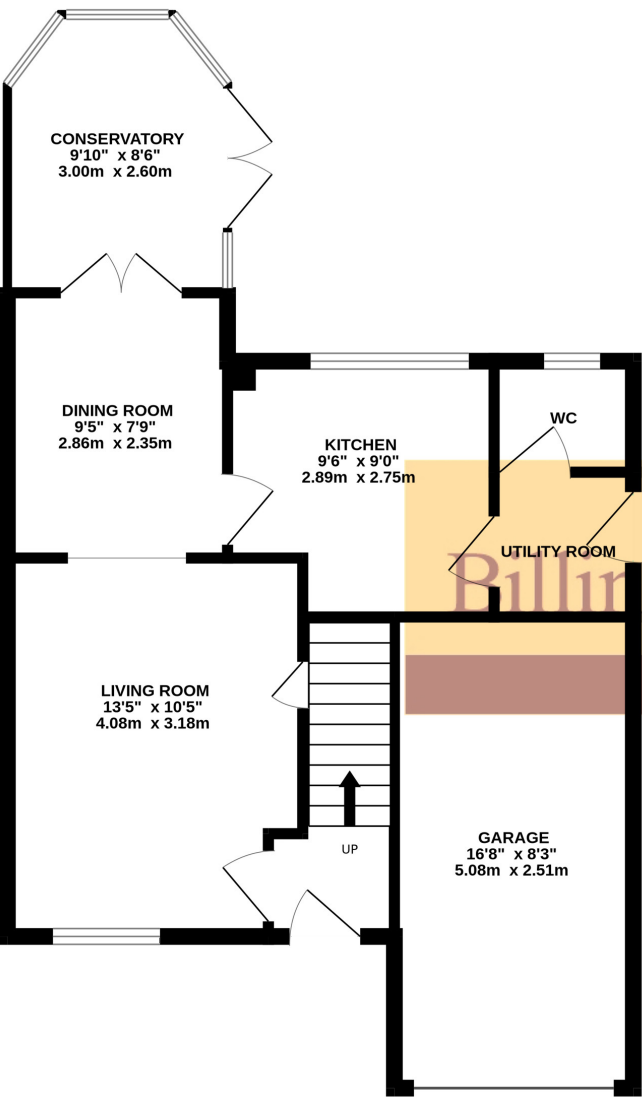 CONSERVATORY
9'10" x 8'6"
3.00m x 2.60m
DINING ROOM
9'5" x 7'9"
2.86m x 2.35m
KITCHEN
9'6" x 9'0"
2.89m x 2.75m
WC
UTILITY ROOM
LIVING ROOM
13'5" x 10'5"
4.08m x 3.18m
UP
GARAGE
16'8" x 8'3"
5.08m x 2.51m